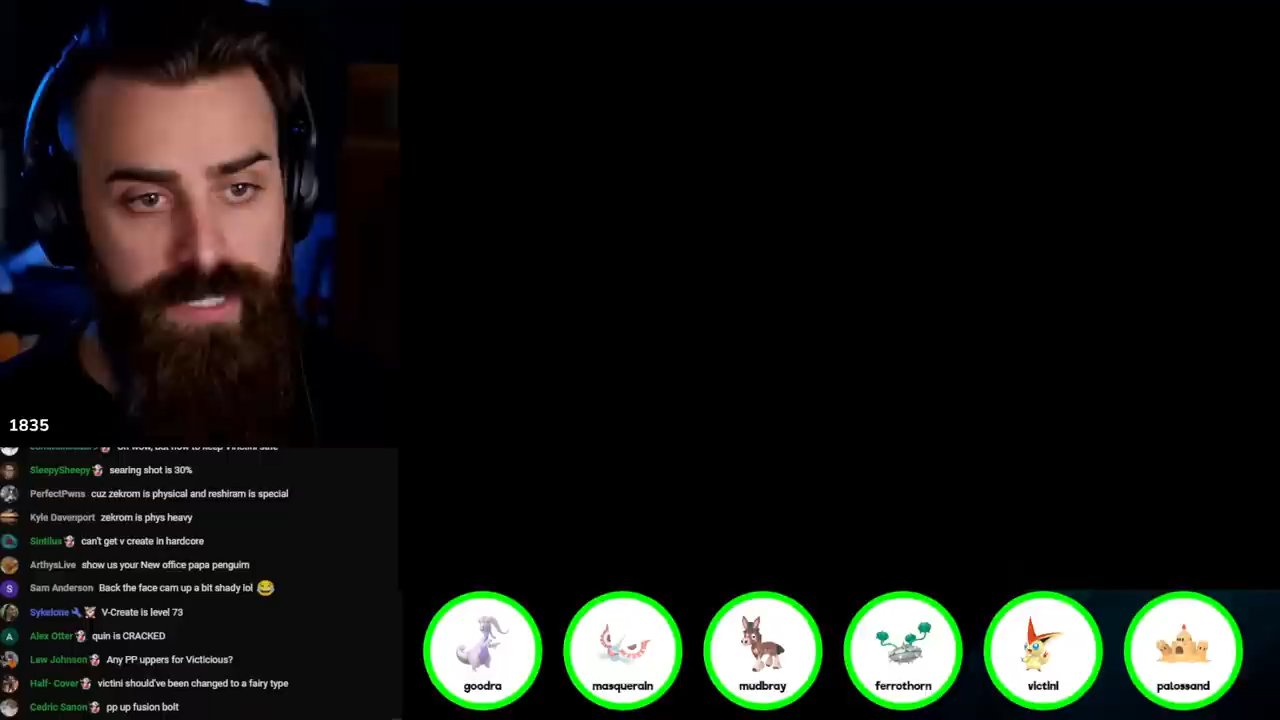 1835
SleepySheepy searing shot is 30%
PerfectPwns cuz zekrom is physical and reshiram is special
Kyle Davenport zekrom is phys heavy
Sintilus can't get v create in hardcore
ArthysLive show us your New office papa penguim
S
Sam Anderson Back the face cam up a bit shady lol 😂
Sykelone V-Create is level 73
A
Alex Otter quin is CRACKED
Law Johnson Any PP uppers for Victicious?
Half- Cover victini should've been changed to a fairy type
Cedric Sanon pp up fusion bolt
goodra
masquerain
mudbray
ferrothorn
victini
palossand